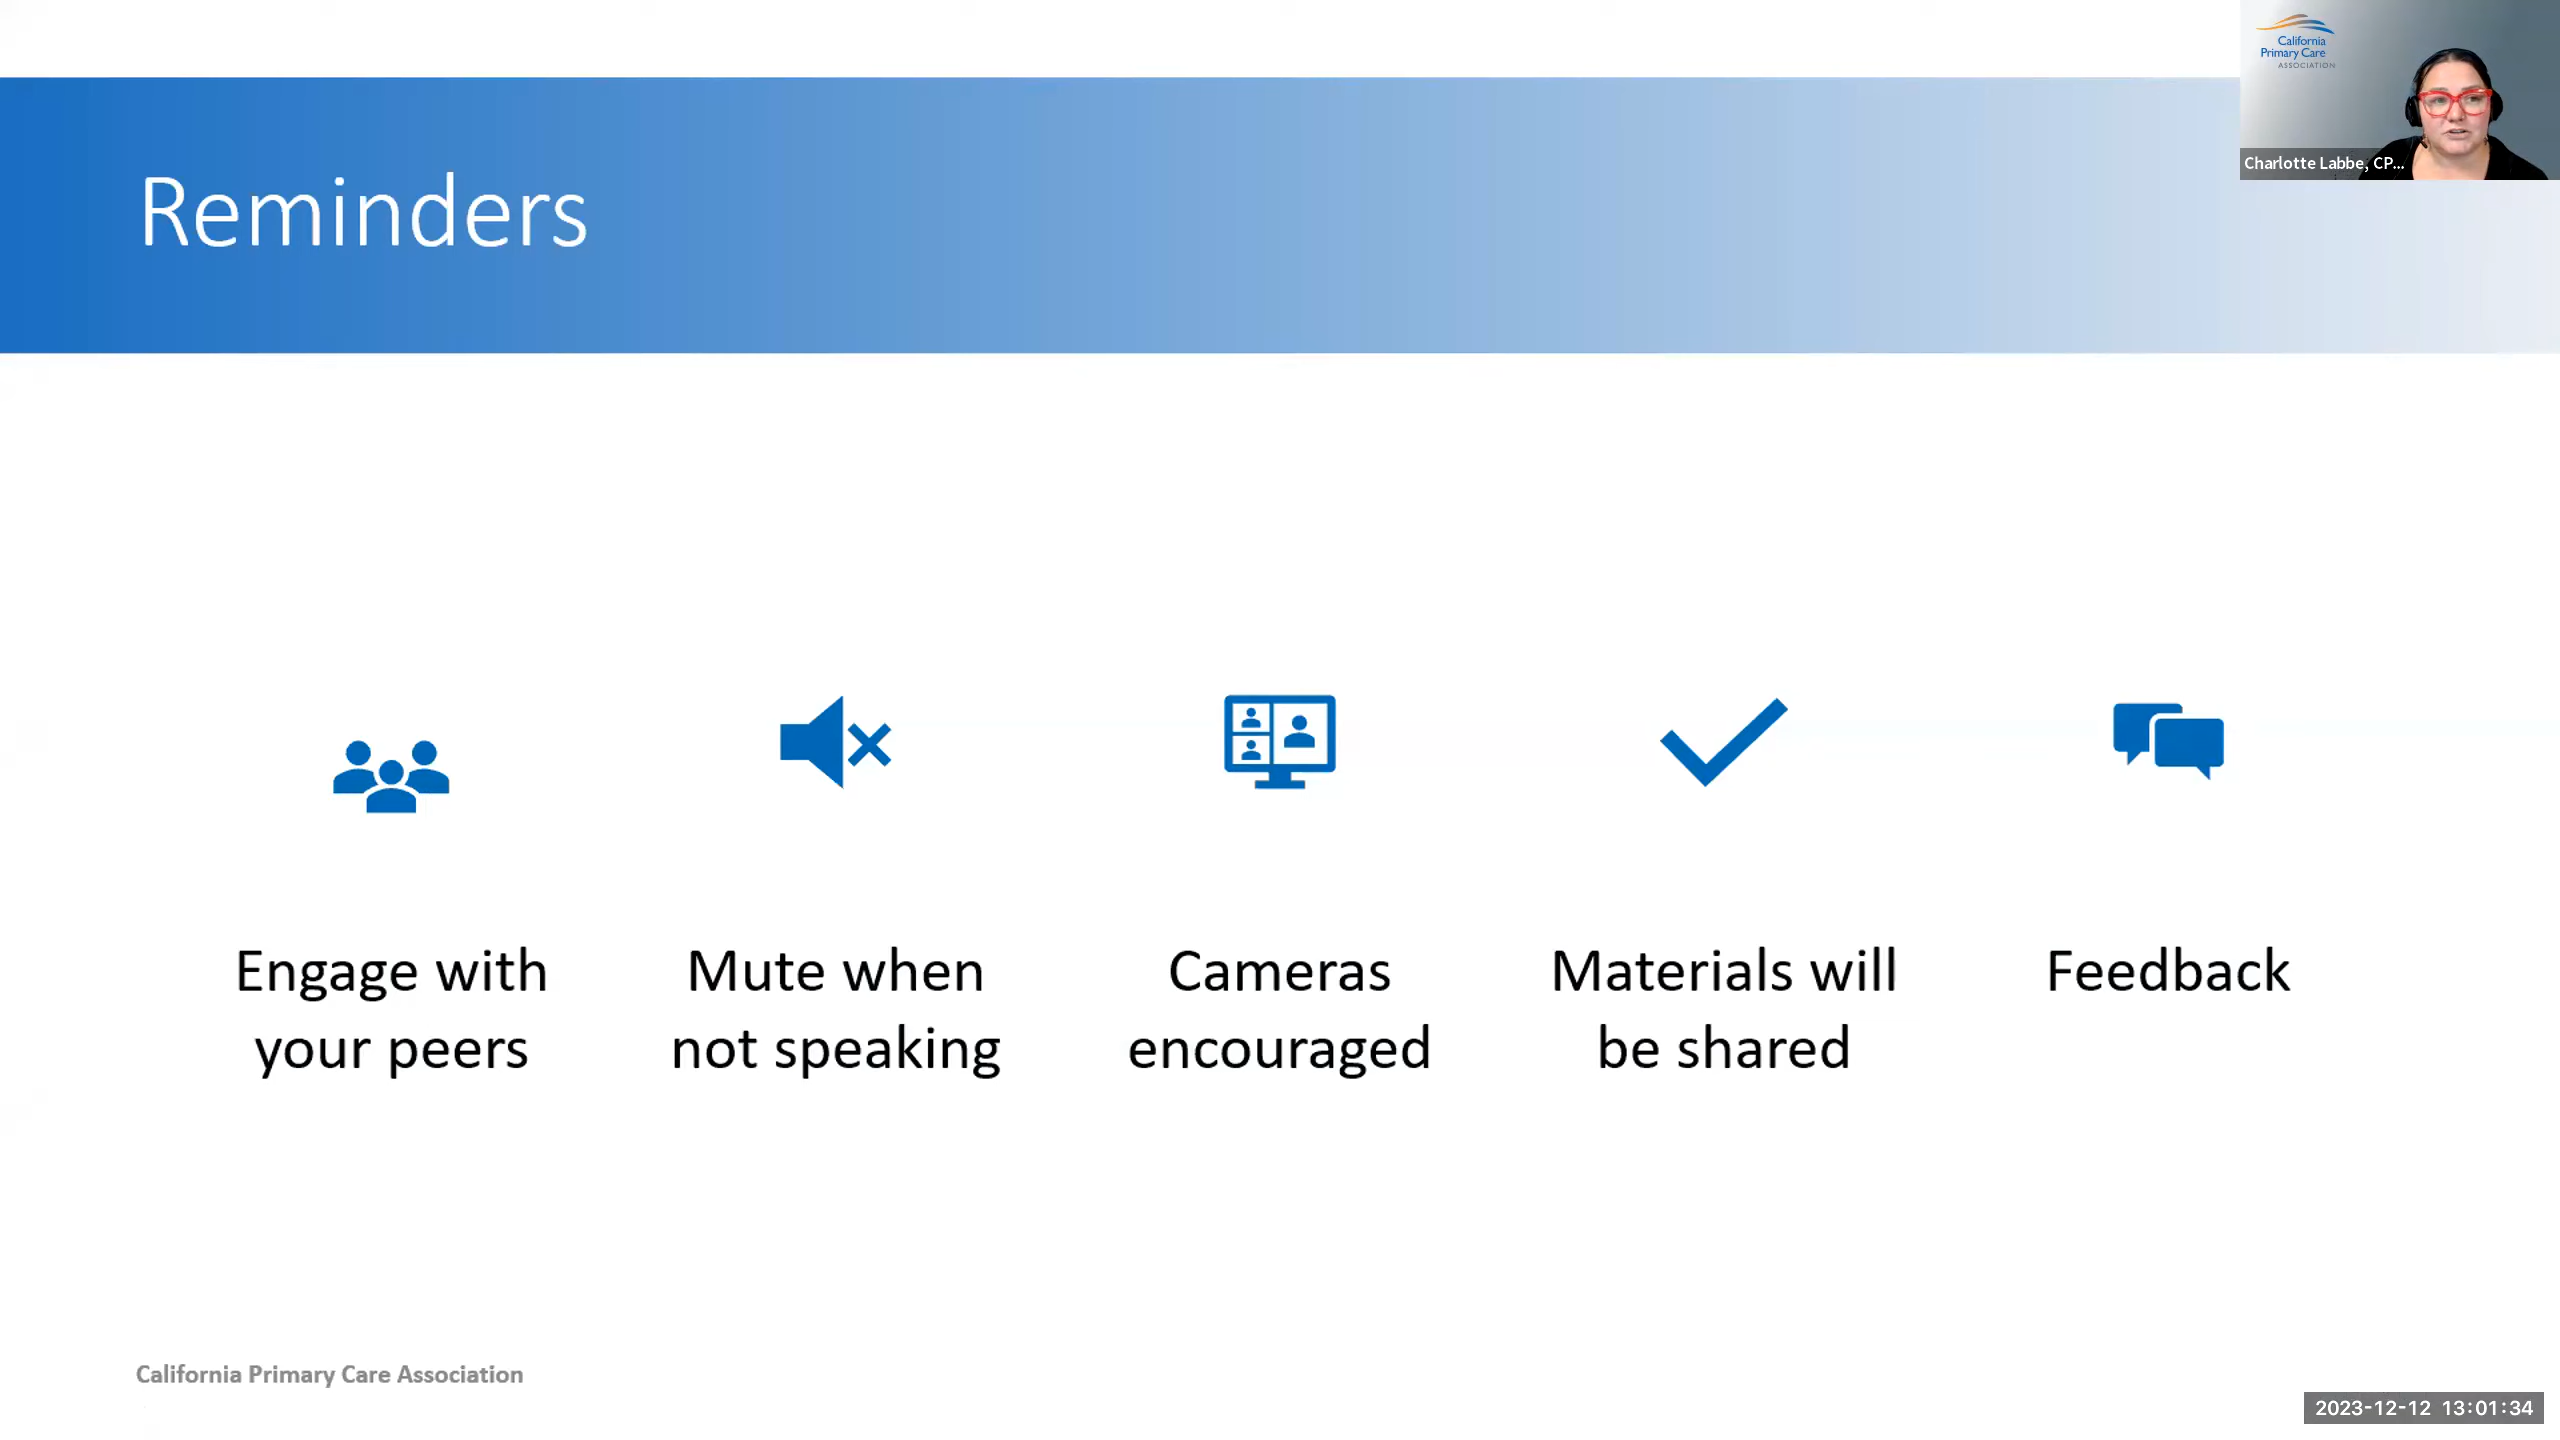 California
Primary Care
ASSOCIATION
Charlotte Labbe, CP...
Reminders
Engage with
your peers
Mute when
not speaking
Cameras
encouraged
Materials will
be shared
Feedback
California Primary Care Association
2023-12-12 13:01:34